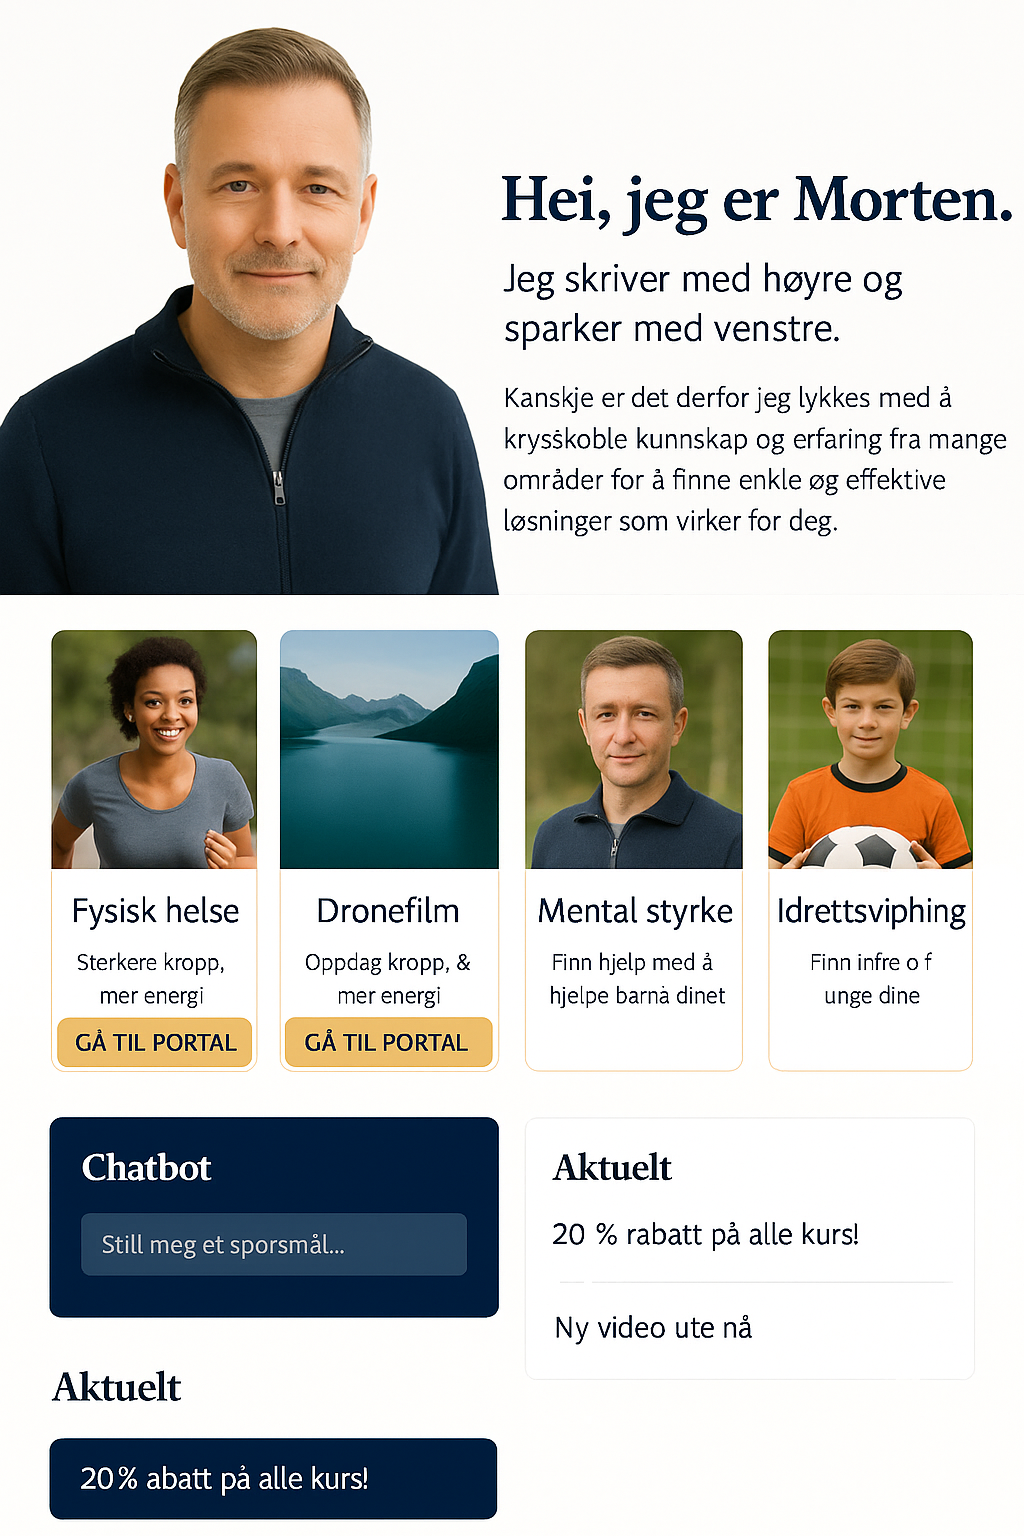 Hei, jeg er Morten.
Jeg skriver med høyre og
sparker med venstre.
Kanskje er det derfor jeg lykkes med å
krysskoble kunnskap og erfaring fra mange
områder for å finne enkle øg effektive
løsninger som virker for deg.
Fysisk helse
Sterkere kropp,
mer energi
GÅ TIL PORTAL
Dronefilm
Oppdag kropp, &
mer energi
GÅ TIL PORTAL
Mental styrke
Finn hjelp med å
hjelpe barnå dinet
Idrettsviphing
Finn infre o f
unge dine
Chatbot
Still meg et sporsmål...
Aktuelt
20 % rabatt på alle kurs!
Ny video ute nå
Aktuelt
20% abatt på alle kurs!